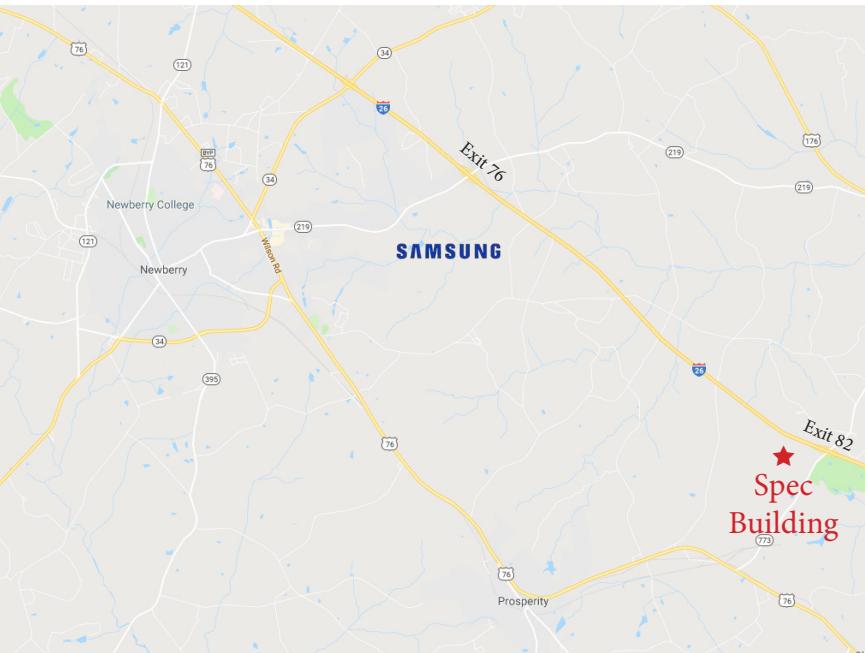 76
34
121
26
Exit 76
176
BYP
76
219
34
219
Newberry College
219
121
Wilson Rd
SAMSUNG
Newberry
34
26
395
Exit 82
76
Spec
Building
773
76
Prosperity
76